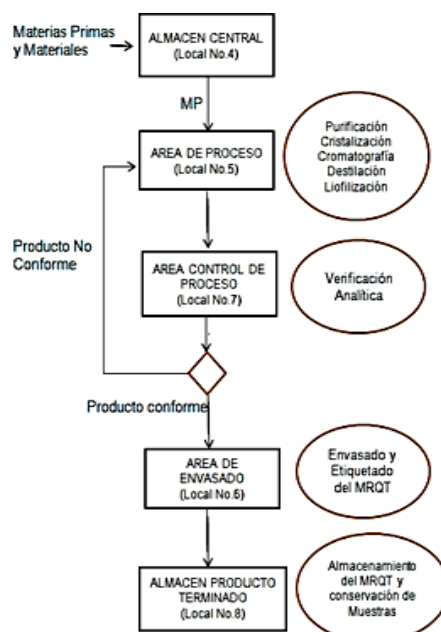 Materias Primas
y Materiales
ALMACEN CENTRAL
(Local No.4)
MP
AREA DE PROCESO
(Local No.5)
Purificación
Cristalización
Cromatografía
Destilación
Liofilización
Producto No
Conforme
AREA CONTROL DE
PROCESO
(Local No.7)
Verificación
Analítica
Producto conforme
AREA DE
ENVASADO
(Local No.6)
Envasado y
Etiquetado
del MRQT
ALMACEN PRODUCTO
TERMINADO
(Local No.8)
Almacenamiento
del MRQT y
conservación de
Muestras